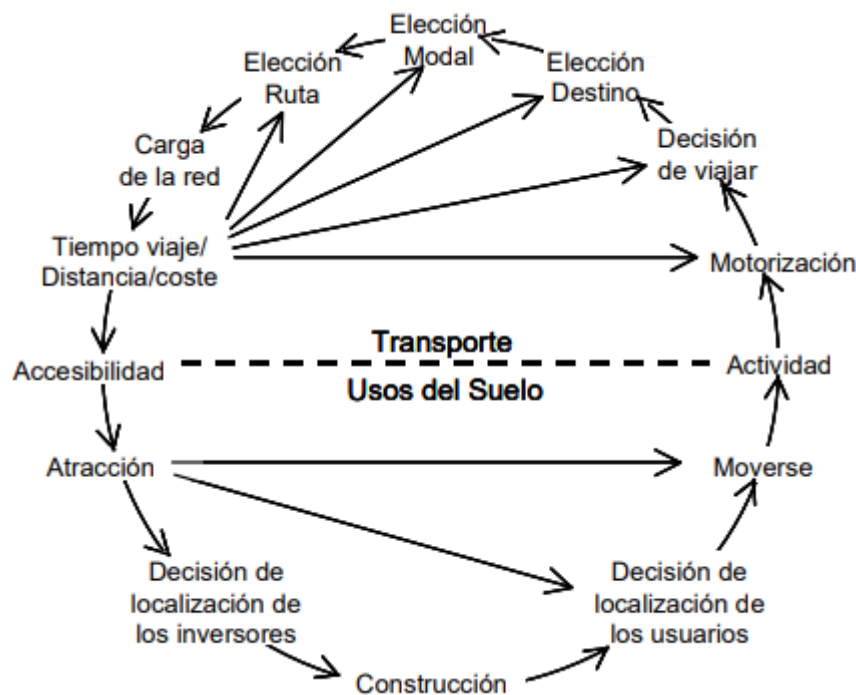 Elección
Modal
Elección
Ruta
Elección
Destino
Carga
de la red
Decisión
de viajar
Tiempo viaje/
Distancia/coste
Motorización
Transporte
Accesibilidad
Actividad
Usos del Suelo
Atracción
Moverse
Decisión de
localización de
los inversores
Decisión de
localización de
los usuarios
Construcción